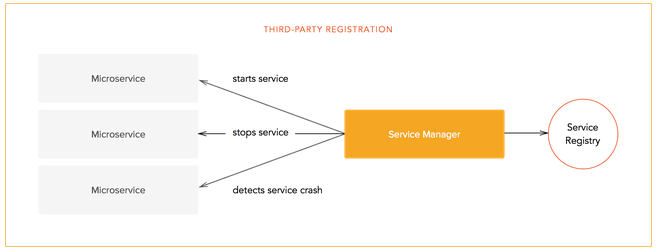 THIRD-PARTY REGISTRATION
Microservice
starts service
Microservice
stops service
Service Manager
Service
Registry
Microservice
detects service crash